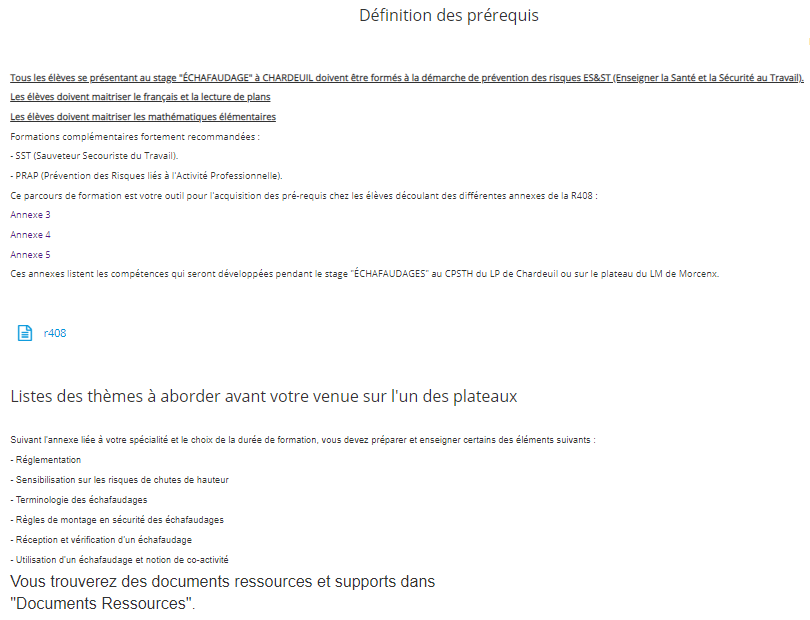 Définition des prérequis
Tous les élèves se présentant au stage "ÉCHAFAUDAGE" à CHARDEUIL doivent être formés à la démarche de prévention des risques ES&ST (Enseigner la Santé et la Sécurité au Travail).
Les élèves doivent maitriser le français et la lecture de plans
Les élèves doivent maitriser les mathématiques élémentaires
Formations complémentaires fortement recommandées :
- SST (Sauveteur Secouriste du Travail).
- PRAP (Prévention des Risques liés à l'Activité Professionnelle).
Ce parcours de formation est votre outil pour l'acquisition des pré-requis chez les élèves découlant des différentes annexes de la R408 :
Annexe 3
Annexe 4
Annexe 5
Ces annexes listent les compétences qui seront développées pendant le stage "ÉCHAFAUDAGES" au CPSTH du LP de Chardeuil ou sur le plateau du LM de Morcenx.
r408
Listes des thèmes à aborder avant votre venue sur l'un des plateaux
Suivant l'annexe liée à votre spécialité et le choix de la durée de formation, vous devez préparer et enseigner certains des éléments suivants :
- Réglementation
- Sensibilisation sur les risques de chutes de hauteur
- Terminologie des échafaudages
- Règles de montage en sécurité des échafaudages
- Réception et vérification d'un échafaudage
- Utilisation d'un échafaudage et notion de co-activité
Vous trouverez des documents ressources et supports dans
"Documents Ressources".